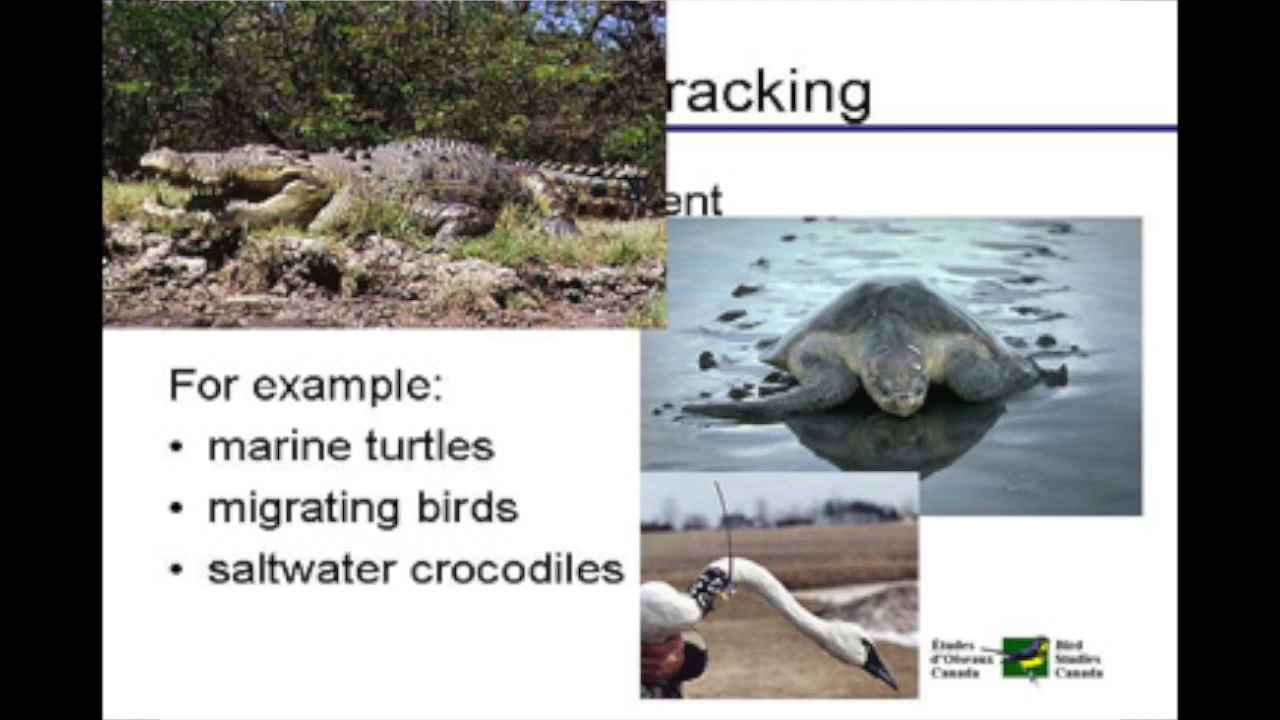 racking
ent
For example:
• marine turtles
• migrating birds
• saltwater crocodiles
Études
d'Oiseaux
Canada
Bird
Studies
Canada